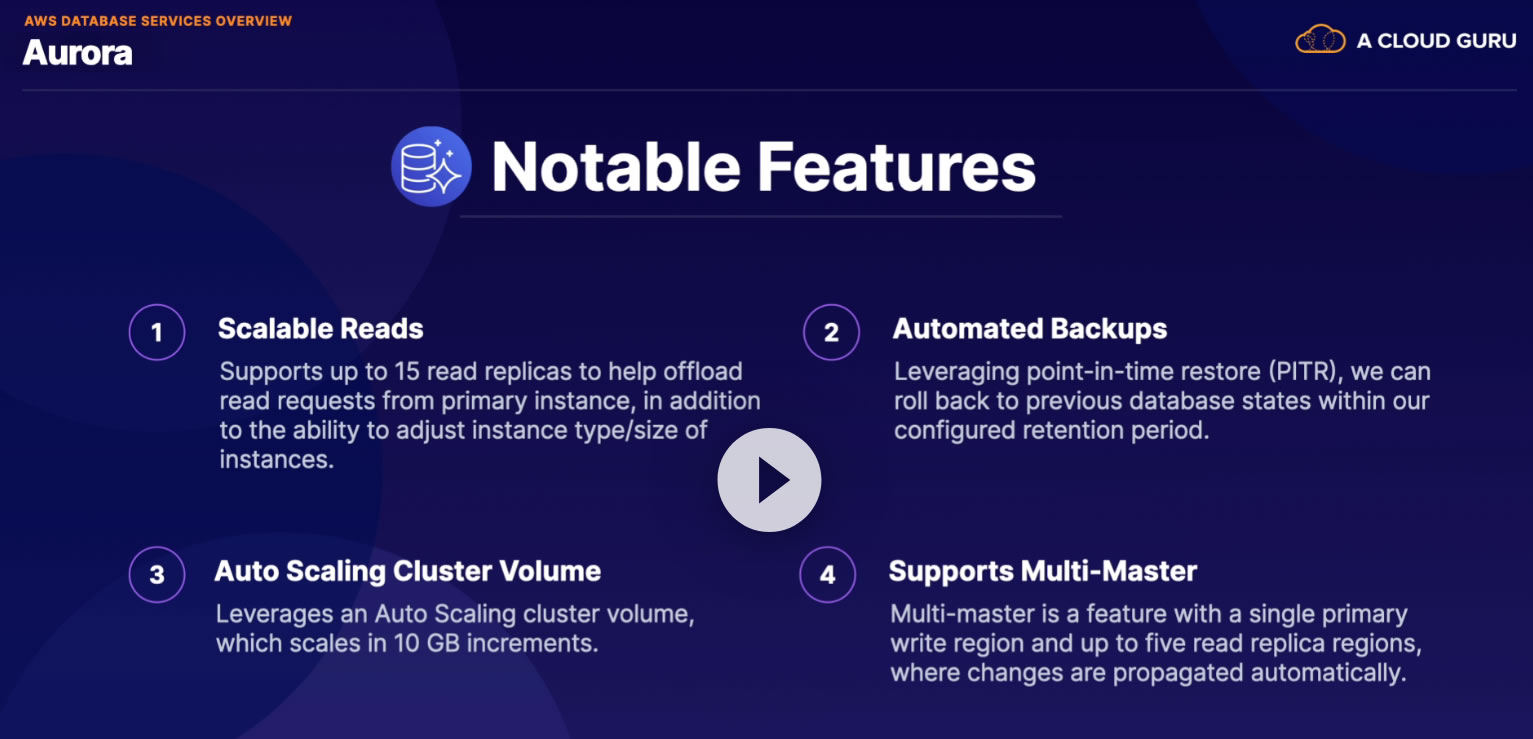 AWS DATABASE SERVICES OVERVIEW
Aurora
A CLOUD GURU
Notable Features
1
Scalable Reads
Supports up to 15 read replicas to help offload
read requests from primary instance, in addition
to the ability to adjust instance type/size of
instances.
2
Automated Backups
Leveraging point-in-time restore (PITR), we can
roll back to previous database states within our
configured retention period.
3
Auto Scaling Cluster Volume
Leverages an Auto Scaling cluster volume,
which scales in 10 GB increments.
4
Supports Multi-Master
Multi-master is a feature with a single primary
write region and up to five read replica regions,
where changes are propagated automatically.